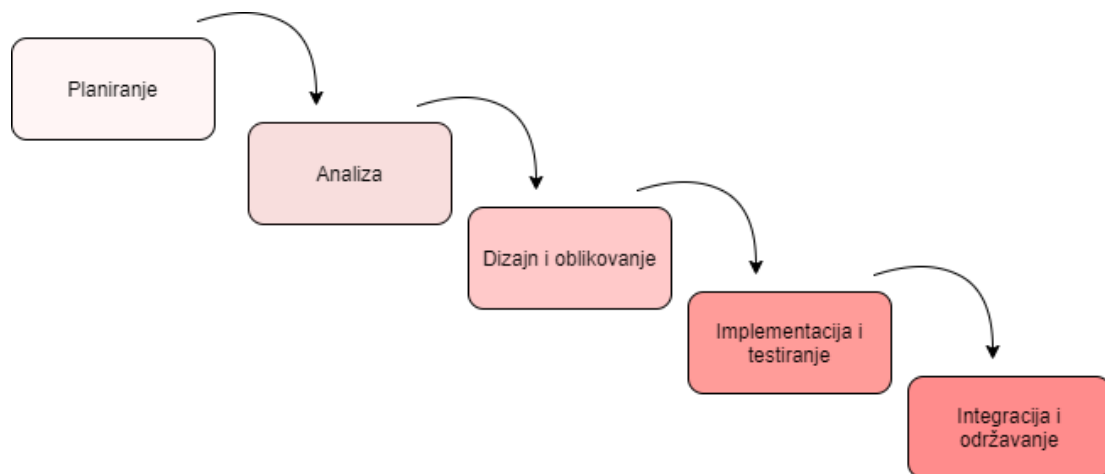 Planiranje
Analiza
Dizajn i oblikovanje
Implementacija i
testiranje
Integracija i
održavanje